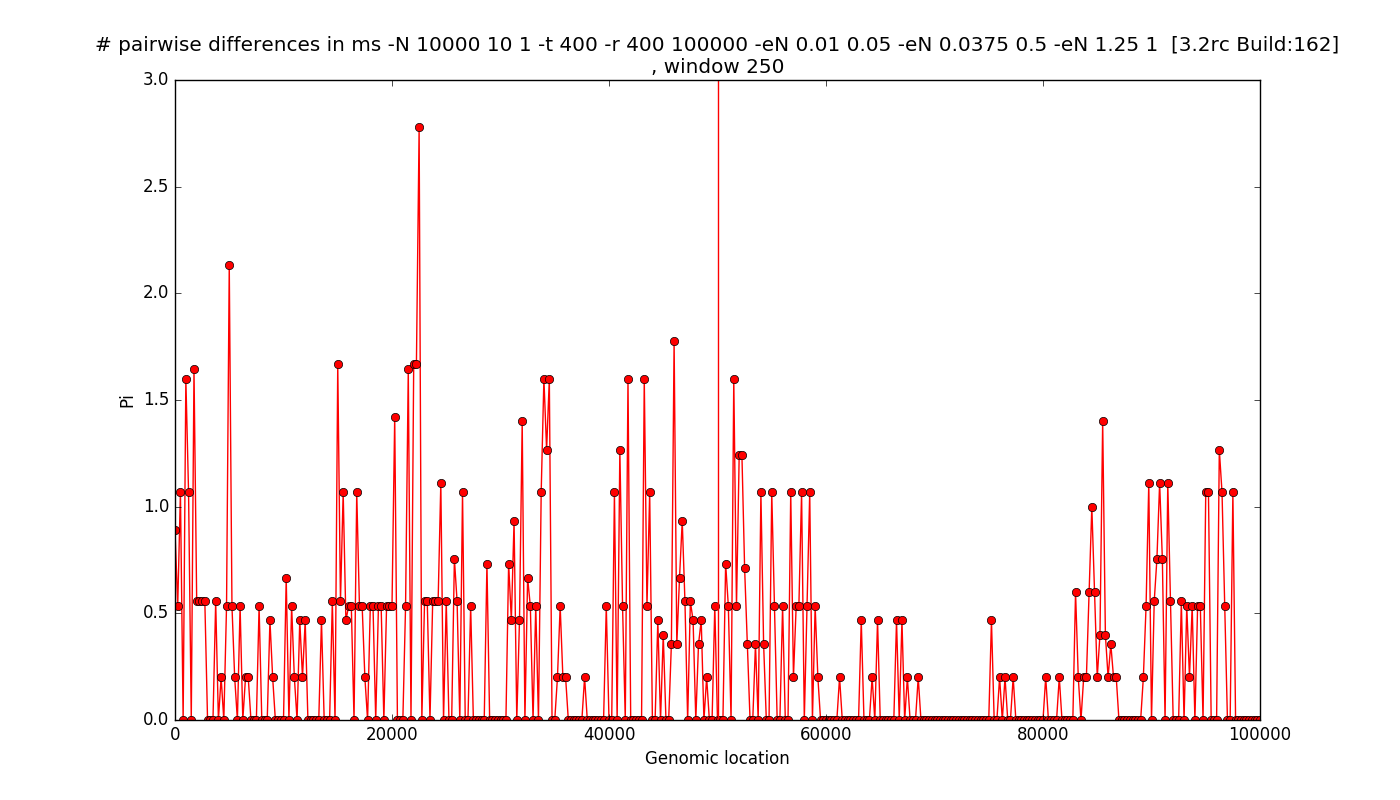 # pairwise differences in ms -N 10000 10 1 -t 400 -r 400 100000 -eN 0.01 0.05 -eN 0.0375 0.5 -eN 1.25 1  [3.2rc Build:162]
, window 250
3.0
2.5
2.0
1.5
1.0
0.5
0.0
Pi
0 20000 40000 60000 80000 100000
Genomic location